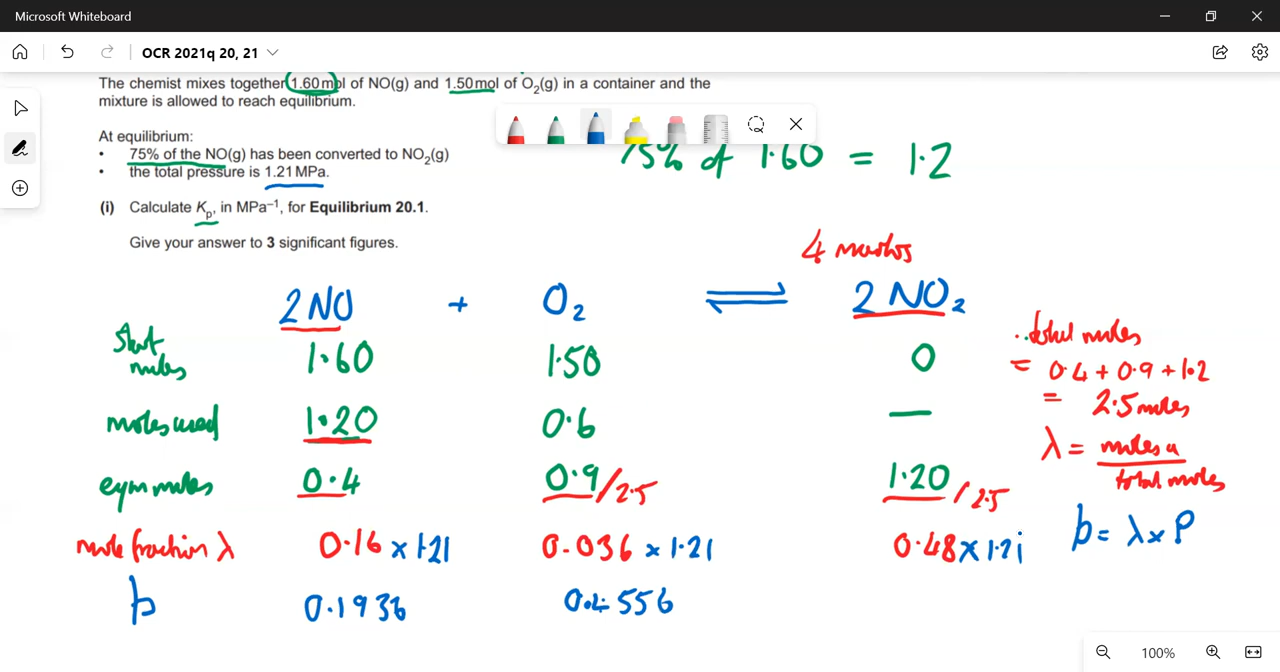 Microsoft Whiteboard
OCR 2021q 20, 21
The chemist mixes together 1.60 mol of NO(g) and 1.50 mol of O₂(g) in a container and the
mixture is allowed to reach equilibrium.
At equilibrium:
• 75% of the NO(g) has been converted to NO₂(g)
• the total pressure is 1.21 MPa.
75% of 1.60 = 1.2
(i) Calculate Kₚ, in MPa⁻¹, for Equilibrium 20.1.
Give your answer to 3 significant figures.
4 marks
2NO + O₂ ⇌ 2NO₂
Start moles 1.60 1.50 0
∴ total moles
= 0.4 + 0.9 + 1.2
= 2.5 moles
moles used 1.20 0.6 —
λ = moles a / total moles
eqm moles 0.4 0.9/2.5 1.20/2.5
p = λ × P
mole fraction λ 0.16 × 1.21 0.036 × 1.21 0.48 × 1.21
p 0.1936 0.4556
100%